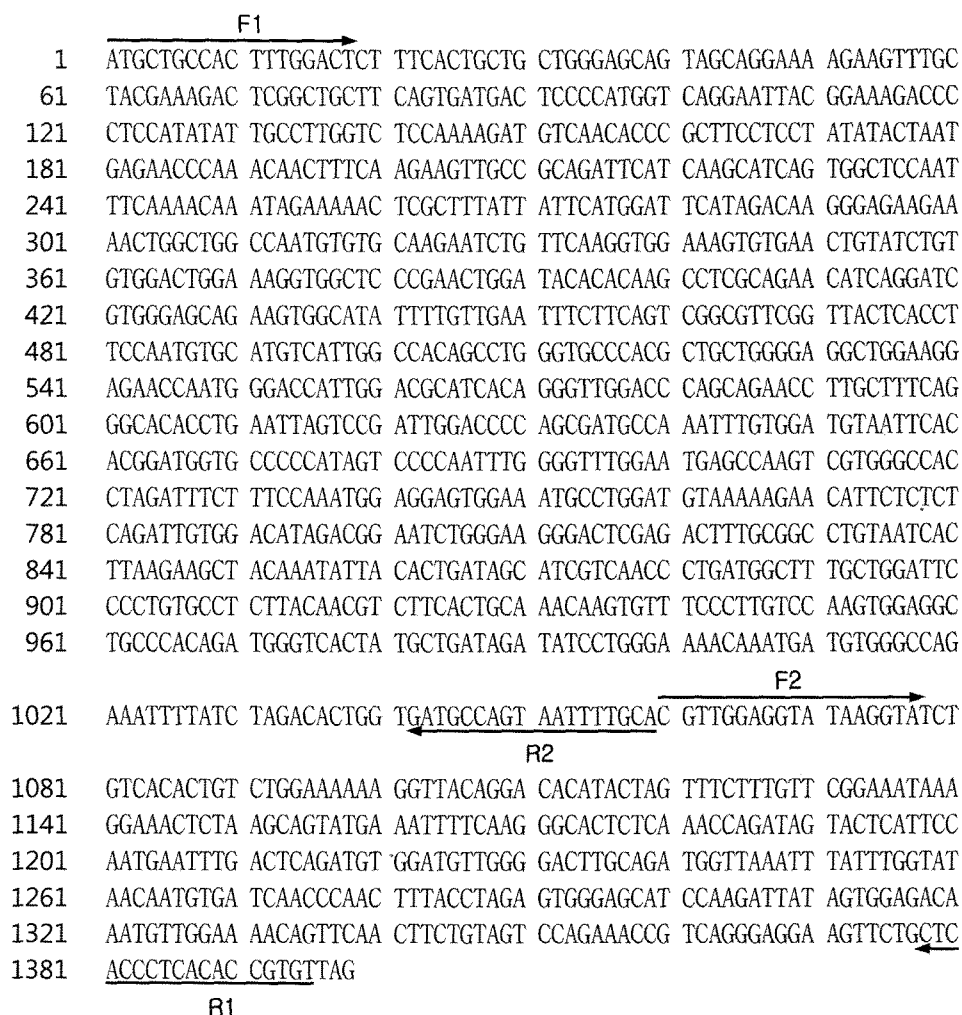 F1
1 ATGCTGCCAC TTTGGACTCT TTCACTGCTG CTGGGAGCAG TAGCAGGAAA AGAAGTTTGC
61 TACGAAAGAC TCGGCTGCTT CAGTGATGAC TCCCCATGGT CAGGAATTAC GGAAAGACCC
121 CTCCATATAT TGCCTTGGTC TCCAAAAGAT GTCAACACCC GCTTCCTCCT ATATACTAAT
181 GAGAACCCAA ACAACTTTCA AGAAGTTGCC GCAGATTCAT CAAGCATCAG TGGCTCCAAT
241 TTCAAAACAA ATAGAAAAAC TCGCTTTATT ATTCATGGAT TCATAGACAA GGGAGAAGAA
301 AACTGGCTGG CCAATGTGTG CAAGAATCTG TTCAAGGTGG AAAGTGTGAA CTGTATCTGT
361 GTGGACTGGA AAGGTGGCTC CCGAACTGGA TACACACAAG CCTCGCAGAA CATCAGGATC
421 GTGGGAGCAG AAGTGGCATA TTTTGTTGAA TTTCTTCAGT CGGCGTTCGG TTACTCACCT
481 TCCAATGTGC ATGTCATTGG CCACAGCCTG GGTGCCCACG CTGCTGGGGA GGCTGGAAGG
541 AGAACCAATG GGACCATTGG ACGCATCACA GGGTTGGACC CAGCAGAACC TTGCTTTCAG
601 GGCACACCTG AATTAGTCCG ATTGGACCCC AGCGATGCCA AATTTGTGGA TGTAATTCAC
661 ACGGATGGTG CCCCCATAGT CCCCAATTTG GGGTTTGGAA TGAGCCAAGT CGTGGGCCAC
721 CTAGATTTCT TTCCAAATGG AGGAGTGGAA ATGCCTGGAT GTAAAAAGAA CATTCTCTCT
781 CAGATTGTGG ACATAGACGG AATCTGGGAA GGGACTCGAG ACTTTGCGGC CTGTAATCAC
841 TTAAGAAGCT ACAAATATTA CACTGATAGC ATCGTCAACC CTGATGGCTT TGCTGGATTC
901 CCCTGTGCCT CTTACAACGT CTTCACTGCA AACAAGTGTT TCCCTTGTCC AAGTGGAGGC
961 TGCCCACAGA TGGGTCACTA TGCTGATAGA TATCCTGGGA AAACAAATGA TGTGGGCCAG
F2
1021 AAATTTTATC TAGACACTGG TGATGCCAGT AATTTTGCAC GTTGGAGGTA TAAGGTATCT
R2
1081 GTCACACTGT CTGGAAAAAA GGTTACAGGA CACATACTAG TTTCTTTGTT CGGAAATAAA
1141 GGAAACTCTA AGCAGTATGA AATTTTCAAG GGCACTCTCA AACCAGATAG TACTCATTCC
1201 AATGAATTTG ACTCAGATGT GGATGTTGGG GACTTGCAGA TGGTTAAATT TATTTGGTAT
1261 AACAATGTGA TCAACCCAAC TTTACCTAGA GTGGGAGCAT CCAAGATTAT AGTGGAGACA
1321 AATGTTGGAA AACAGTTCAA CTTCTGTAGT CCAGAAACCG TCAGGGAGGA AGTTCTGCTC
1381 ACCCTCACAC CGTGTTAG
R1